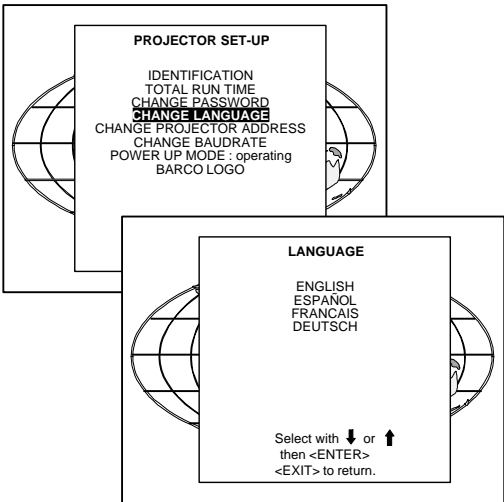 PROJECTOR SET-UP
IDENTIFICATION
TOTAL RUN TIME
CHANGE PASSWORD
CHANGE LANGUAGE
CHANGE PROJECTOR ADDRESS
CHANGE BAUDRATE
POWER UP MODE : operating
BARCO LOGO
LANGUAGE
ENGLISH
ESPAÑOL
FRANCAIS
DEUTSCH
Select with ⬇ or ⬆
then <ENTER>
<EXIT> to return.